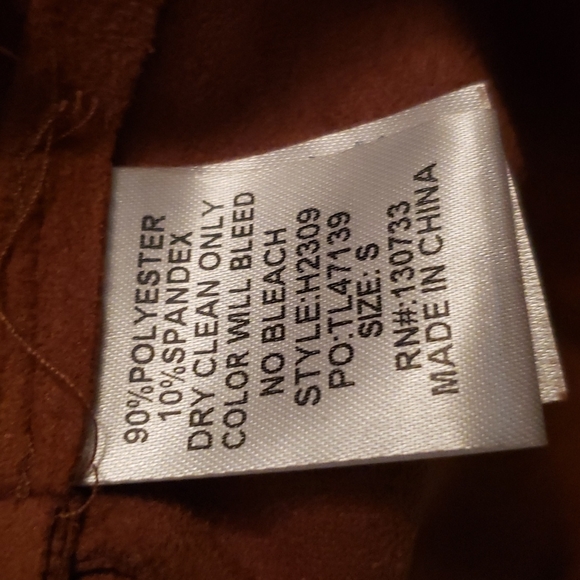 90%POLYESTER
10%SPANDEX
DRY CLEAN ONLY
COLOR WILL BLEED
NO BLEACH
STYLE:H2309
PO:TL47139
SIZE: S
RN#:130733
MADE IN CHINA